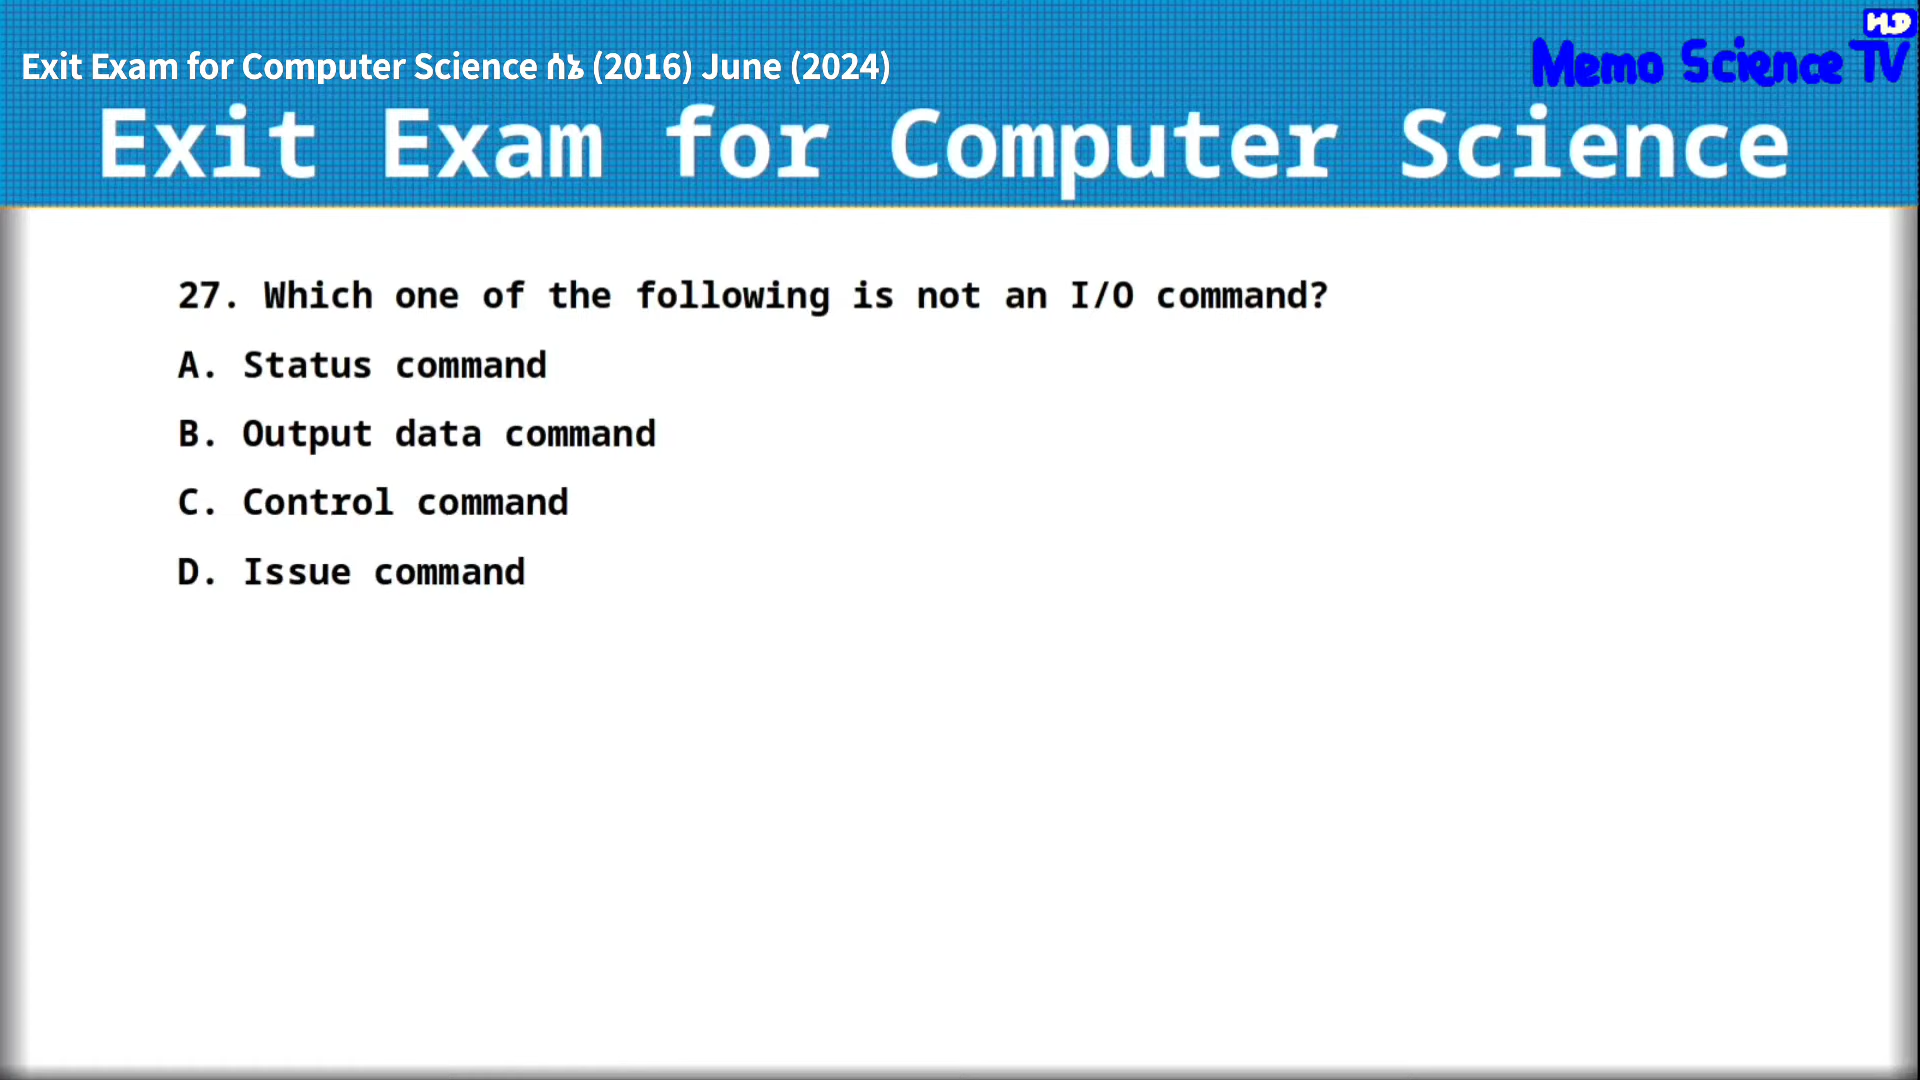 HD
Exit Exam for Computer Science ሰኔ (2016) June (2024)
Memo Science TV
Exit Exam for Computer Science
27. Which one of the following is not an I/O command?
A. Status command
B. Output data command
C. Control command
D. Issue command